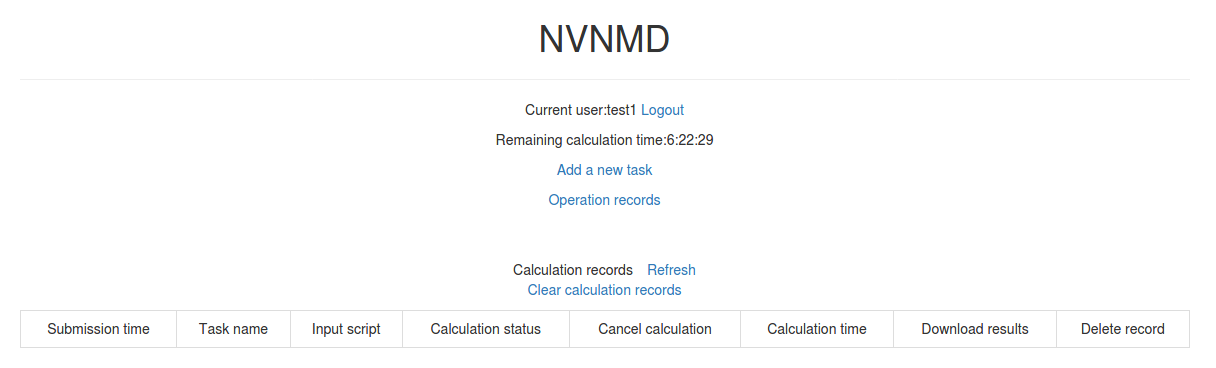 NVNMD
Current user:test1 Logout
Remaining calculation time:6:22:29
Add a new task
Operation records
Calculation records Refresh
Clear calculation records
Submission time Task name Input script Calculation status Cancel calculation Calculation time Download results Delete record